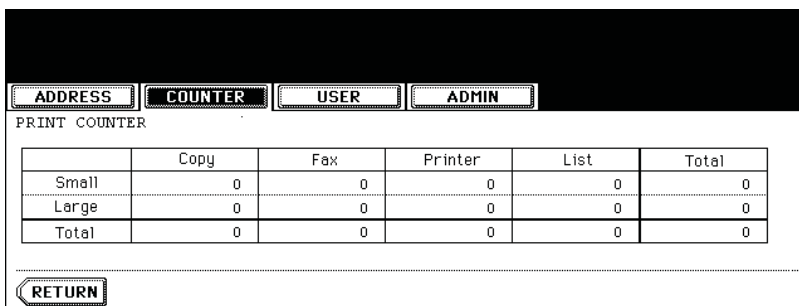 ADDRESS COUNTER USER ADMIN
PRINT COUNTER
Copy Fax Printer List Total
Small 0 0 0 0 0
Large 0 0 0 0 0
Total 0 0 0 0 0
RETURN